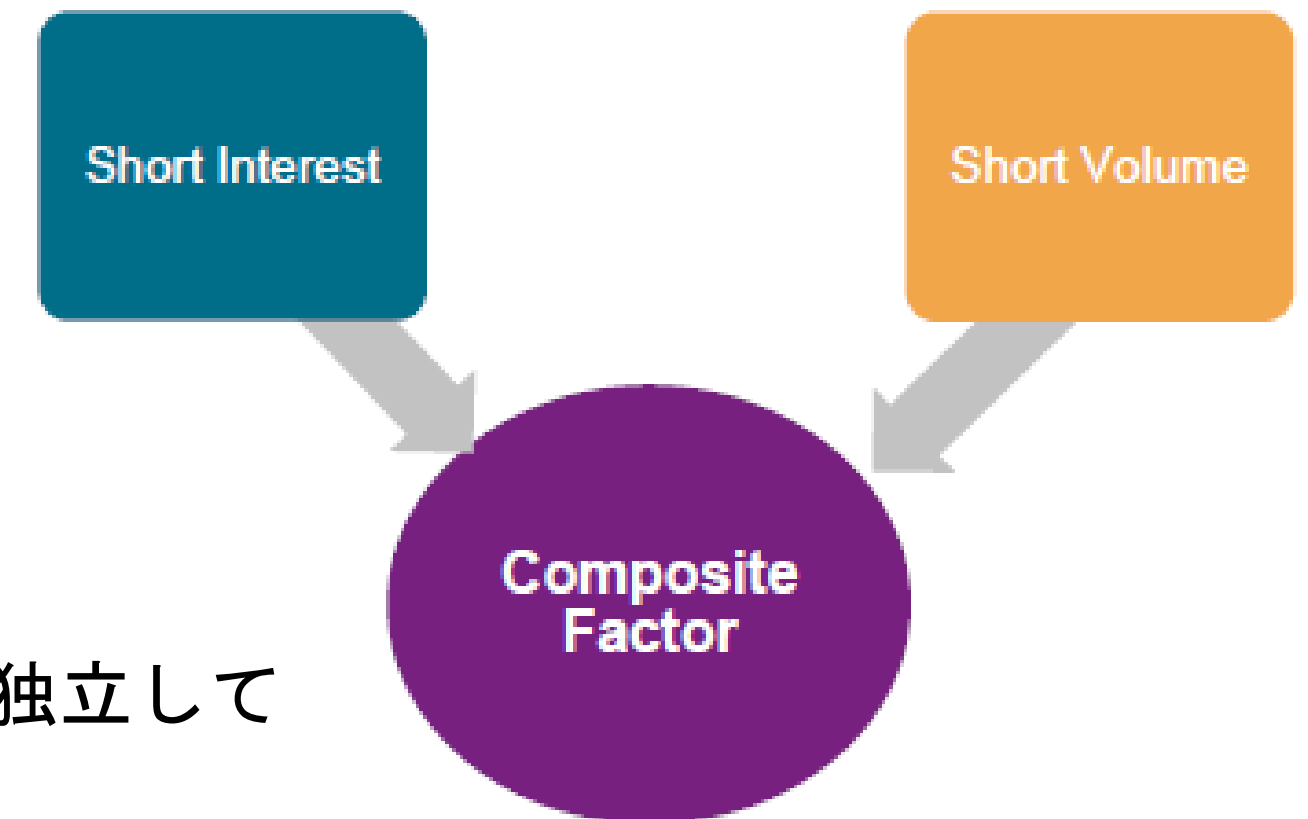 Short Interest
Short Volume
Composite
Factor
独立して